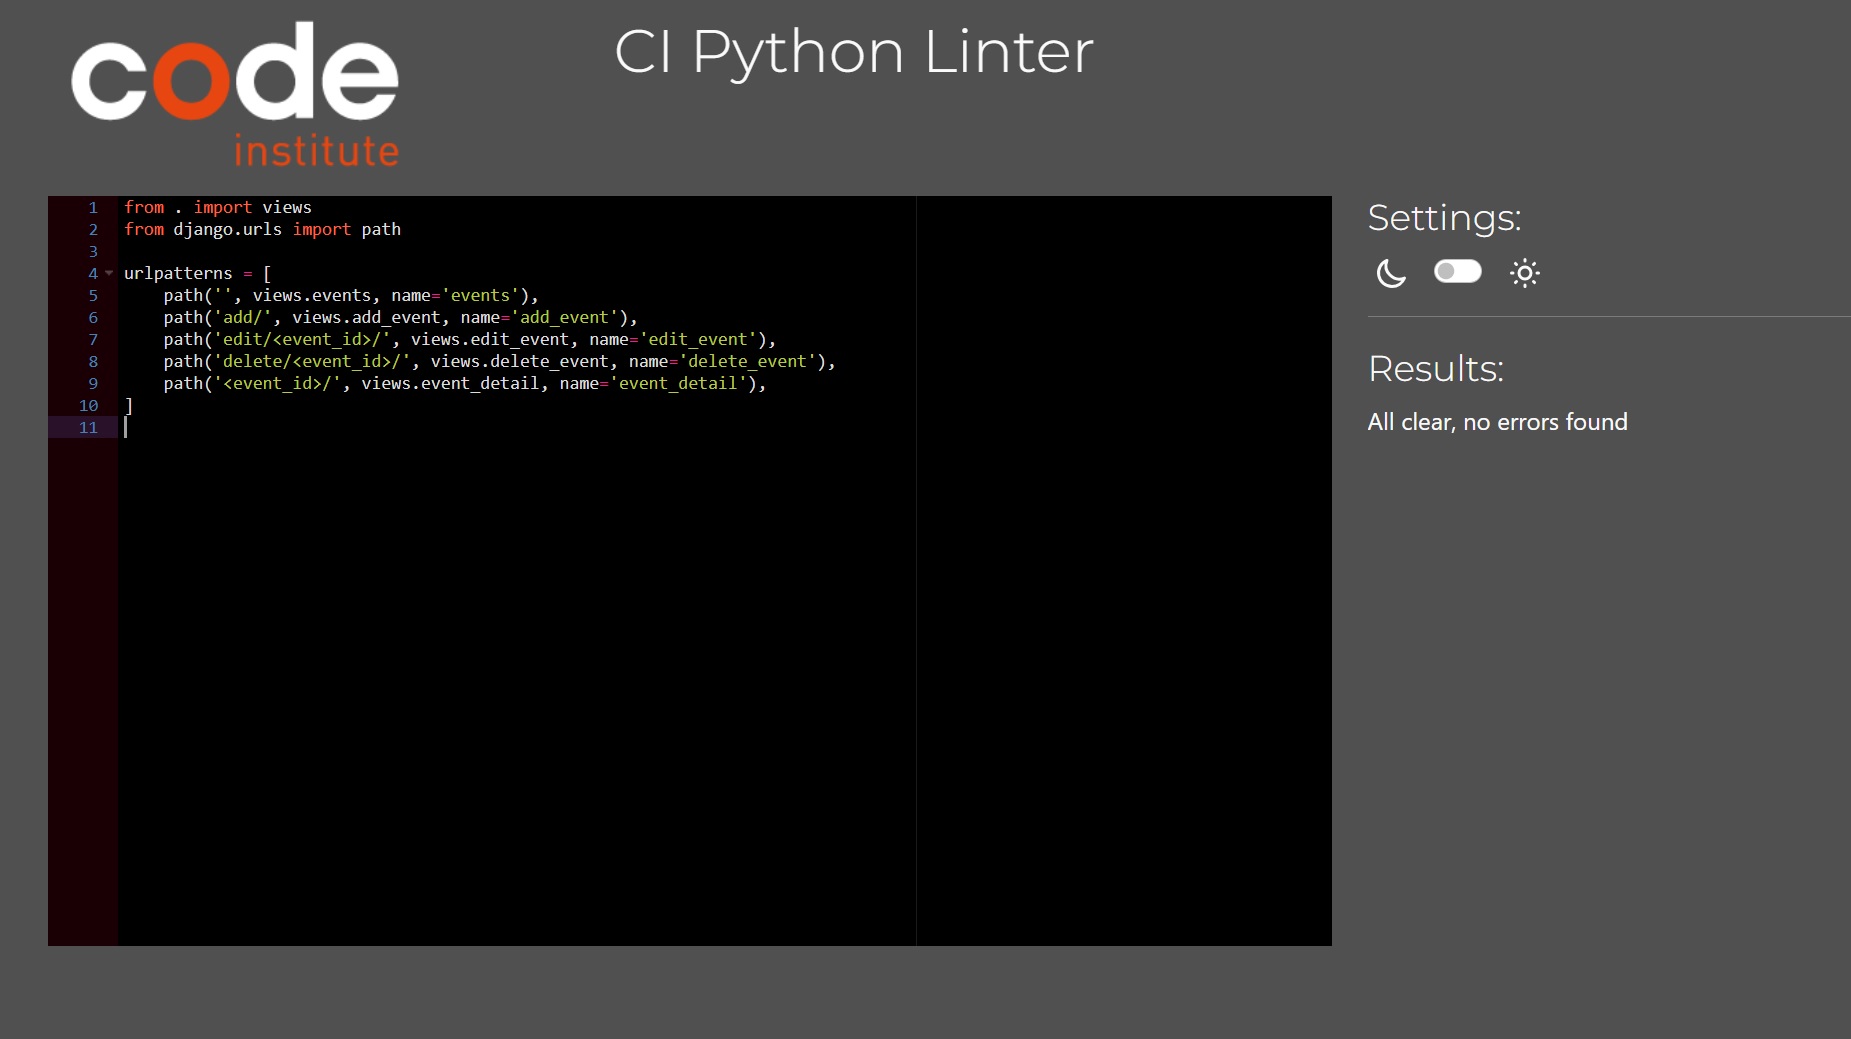 code
institute
CI Python Linter
1 from . import views
2 from django.urls import path
3
4 urlpatterns = [
5     path('', views.events, name='events'),
6     path('add/', views.add_event, name='add_event'),
7     path('edit/<event_id>/', views.edit_event, name='edit_event'),
8     path('delete/<event_id>/', views.delete_event, name='delete_event'),
9     path('<event_id>/', views.event_detail, name='event_detail'),
10 ]
11
Settings:
Results:
All clear, no errors found